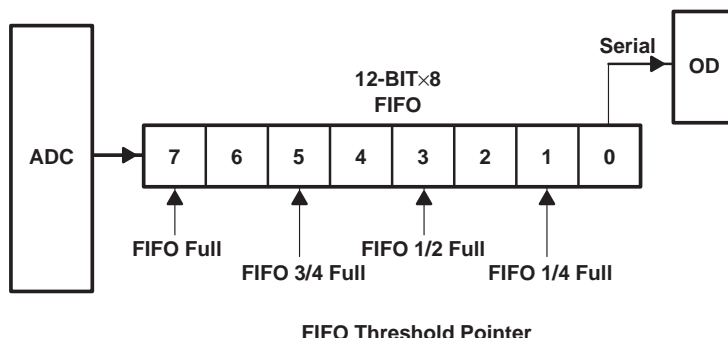 Serial
OD
12-BIT×8
FIFO
ADC
7 6 5 4 3 2 1 0
FIFO Full
FIFO 1/2 Full
FIFO 3/4 Full
FIFO 1/4 Full
FIFO Threshold Pointer